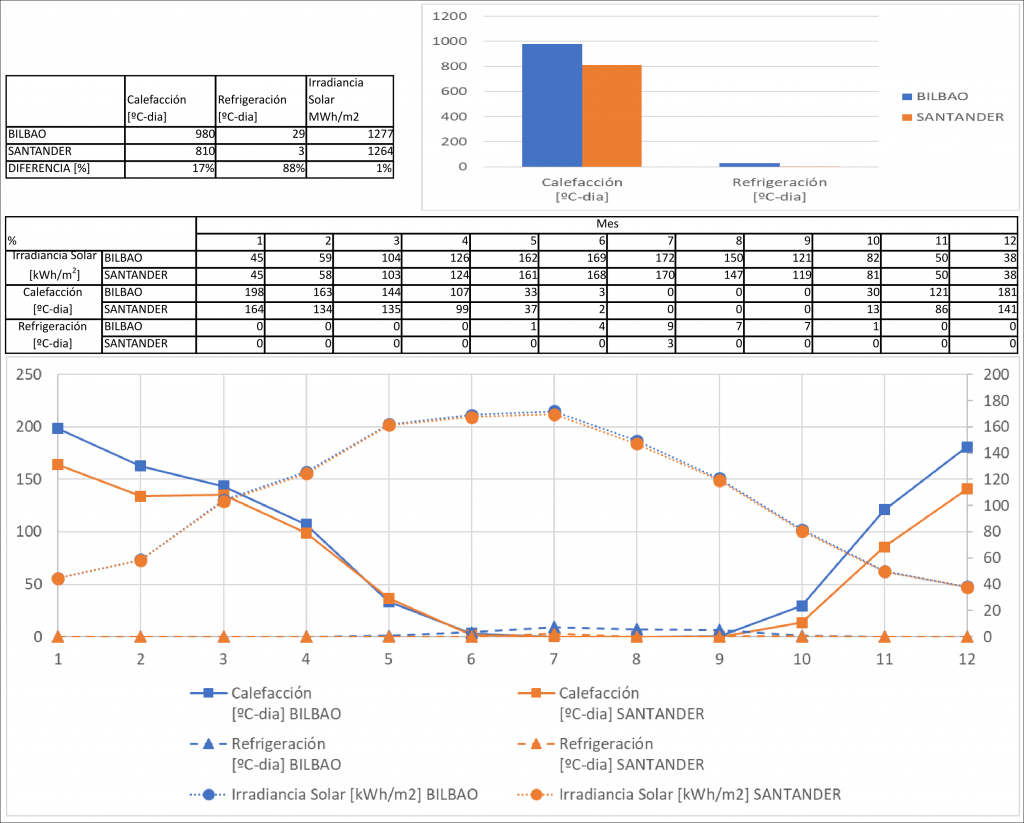 Calefacción [ºC-dia] Refrigeración [ºC-dia] Irradiancia Solar MWh/m2
BILBAO 980 29 1277
SANTANDER 810 3 1264
DIFERENCIA [%] 17% 88% 1%
1200
1000
800
600
400
200
0
Calefacción
[ºC-dia]
Refrigeración
[ºC-dia]
BILBAO
SANTANDER
Mes
% 1 2 3 4 5 6 7 8 9 10 11 12
Irradiancia Solar BILBAO 45 59 104 126 162 169 172 150 121 82 50 38
[kWh/m2] SANTANDER 45 58 103 124 161 168 170 147 119 81 50 38
Calefacción BILBAO 198 163 144 107 33 3 0 0 0 30 121 181
[ºC-dia] SANTANDER 164 134 135 99 37 2 0 0 0 13 86 141
Refrigeración BILBAO 0 0 0 0 1 4 9 7 7 1 0 0
[ºC-dia] SANTANDER 0 0 0 0 0 0 3 0 0 0 0 0
250
200
150
100
50
0
200
180
160
140
120
100
80
60
40
20
0
1 2 3 4 5 6 7 8 9 10 11 12
Calefacción
[ºC-dia] BILBAO
Calefacción
[ºC-dia] SANTANDER
Refrigeración
[ºC-dia] BILBAO
Refrigeración
[ºC-dia] SANTANDER
Irradiancia Solar [kWh/m2] BILBAO
Irradiancia Solar [kWh/m2] SANTANDER